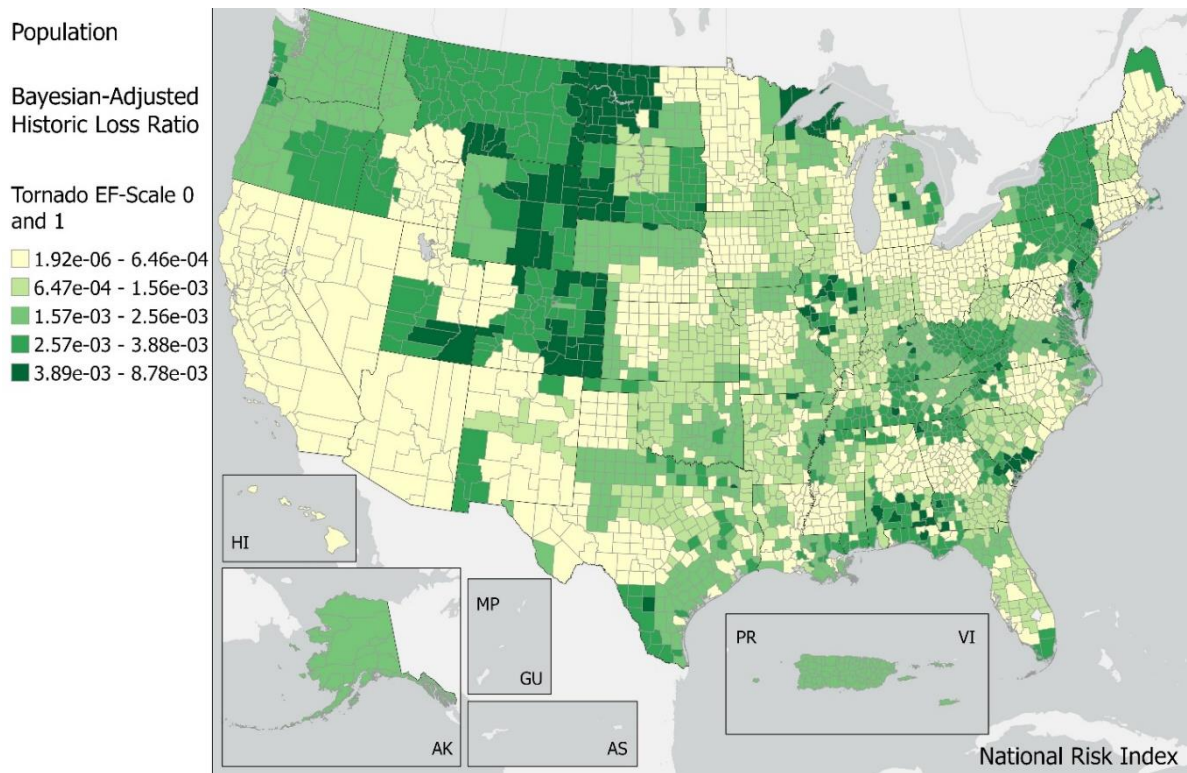 Population
Bayesian-Adjusted
Historic Loss Ratio
Tornado EF-Scale 0
and 1
1.92e-06 - 6.46e-04
6.47e-04 - 1.56e-03
1.57e-03 - 2.56e-03
2.57e-03 - 3.88e-03
3.89e-03 - 8.78e-03
HI
AK
MP
GU
AS
PR
VI
National Risk Index